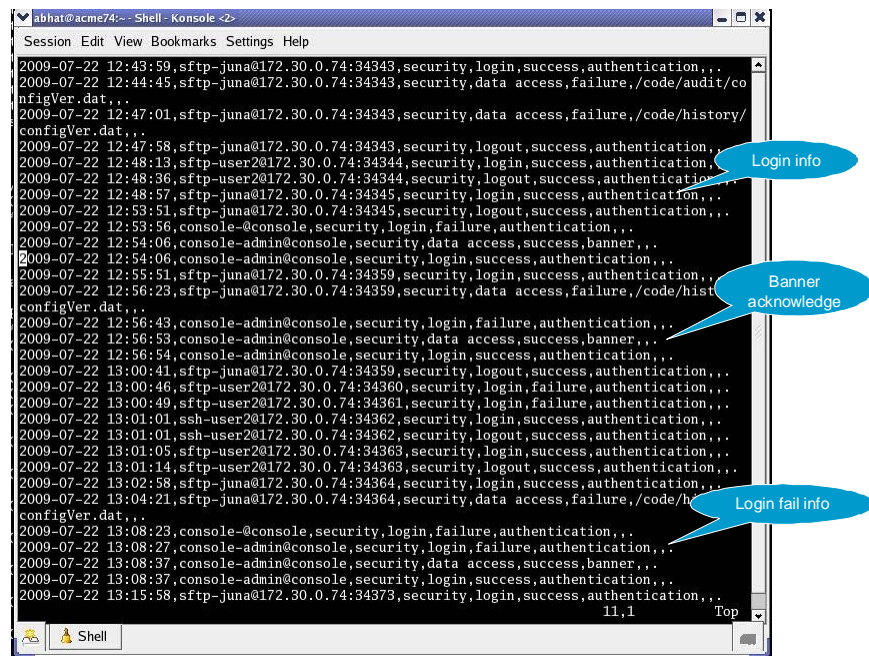 abhat@acme74:~ - Shell - Konsole <2>
Session Edit View Bookmarks Settings Help
2009-07-22 12:43:59,sftp-juna@172.30.0.74:34343,security,login,success,authentication,,.
2009-07-22 12:44:45,sftp-juna@172.30.0.74:34343,security,data access,failure,/code/audit/co
nfigVer.dat,,.
2009-07-22 12:47:01,sftp-juna@172.30.0.74:34343,security,data access,failure,/code/history/
configVer.dat,,.
2009-07-22 12:47:58,sftp-juna@172.30.0.74:34343,security,logout,success,authentication,,.
2009-07-22 12:48:13,sftp-user2@172.30.0.74:34344,security,login,success,authentication,
Login info
2009-07-22 12:48:36,sftp-user2@172.30.0.74:34344,security,logout,success,authentication,,.
2009-07-22 12:48:57,sftp-juna@172.30.0.74:34345,security,login,success,authentication,,.
2009-07-22 12:53:51,sftp-juna@172.30.0.74:34345,security,logout,success,authentication,,.
2009-07-22 12:53:56,console-@console,security,login,failure,authentication,,.
2009-07-22 12:54:06,console-admin@console,security,data access,success,banner,,.
2009-07-22 12:54:06,console-admin@console,security,login,success,authentication,,.
2009-07-22 12:55:51,sftp-juna@172.30.0.74:34359,security,login,success,authentication,,.
2009-07-22 12:56:23,sftp-juna@172.30.0.74:34359,security,data access,failure,/code/hist
Banner
acknowledge
configVer.dat,,.
2009-07-22 12:56:43,console-admin@console,security,login,failure,authentication,,.
2009-07-22 12:56:53,console-admin@console,security,data access,success,banner,,.
2009-07-22 12:56:54,console-admin@console,security,login,success,authentication,,.
2009-07-22 13:00:41,sftp-juna@172.30.0.74:34359,security,logout,success,authentication,,.
2009-07-22 13:00:46,sftp-user2@172.30.0.74:34360,security,login,failure,authentication,,.
2009-07-22 13:00:49,sftp-user2@172.30.0.74:34361,security,login,failure,authentication,,.
2009-07-22 13:01:01,ssh-user2@172.30.0.74:34362,security,login,success,authentication,,.
2009-07-22 13:01:01,ssh-user2@172.30.0.74:34362,security,logout,success,authentication,,.
2009-07-22 13:01:05,sftp-user2@172.30.0.74:34363,security,login,success,authentication,,.
2009-07-22 13:01:14,sftp-user2@172.30.0.74:34363,security,logout,success,authentication,,.
2009-07-22 13:02:58,sftp-juna@172.30.0.74:34364,security,login,success,authentication,,.
2009-07-22 13:04:21,sftp-juna@172.30.0.74:34364,security,data access,failure,/code/h
Login fail info
configVer.dat,,.
2009-07-22 13:08:23,console-@console,security,login,failure,authentication,,.
2009-07-22 13:08:27,console-admin@console,security,login,failure,authentication,,.
2009-07-22 13:08:37,console-admin@console,security,data access,success,banner,,.
2009-07-22 13:08:37,console-admin@console,security,login,success,authentication,,.
2009-07-22 13:15:58,sftp-juna@172.30.0.74:34373,security,login,success,authentication,,.
11,1 Top
Shell